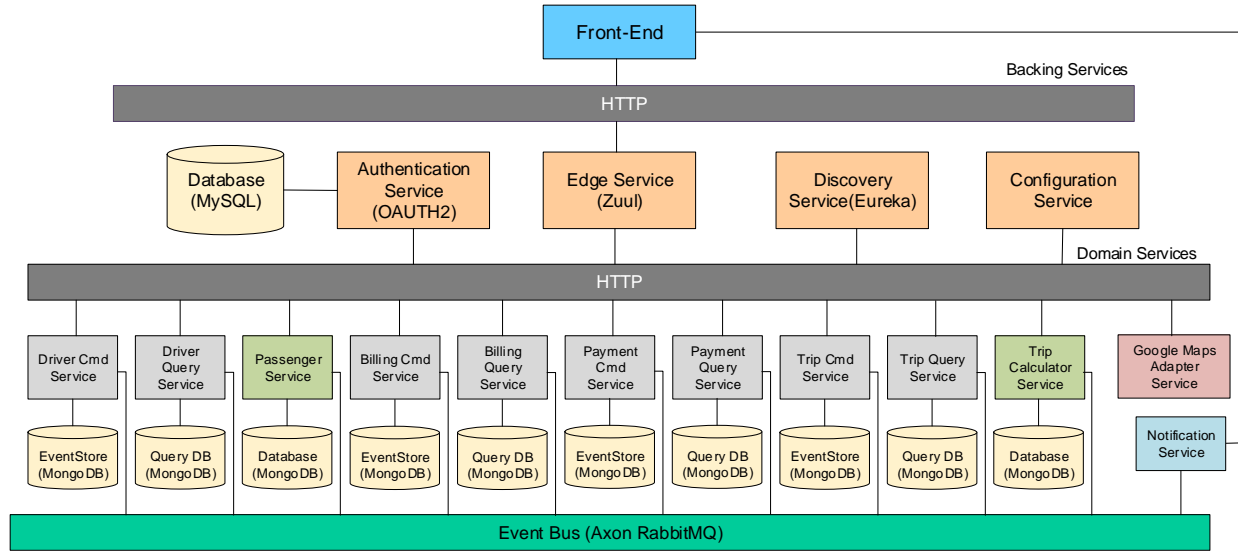 Front-End
Backing Services
HTTP
Database
(MySQL)
Authentication
Service
(OAUTH2)
Edge Service
(Zuul)
Discovery
Service(Eureka)
Configuration
Service
Domain Services
HTTP
Driver Cmd
Service
Driver
Query
Service
Passenger
Service
Billing Cmd
Service
Billing
Query
Service
Payment
Cmd
Service
Payment
Query
Service
Trip Cmd
Service
Trip Query
Service
Trip
Calculator
Service
Google Maps
Adapter
Service
EventStore
(MongoDB)
Query DB
(MongoDB)
Database
(MongoDB)
EventStore
(MongoDB)
Query DB
(MongoDB)
EventStore
(MongoDB)
Query DB
(MongoDB)
EventStore
(MongoDB)
Query DB
(MongoDB)
Database
(MongoDB)
Notification
Service
Event Bus (Axon RabbitMQ)